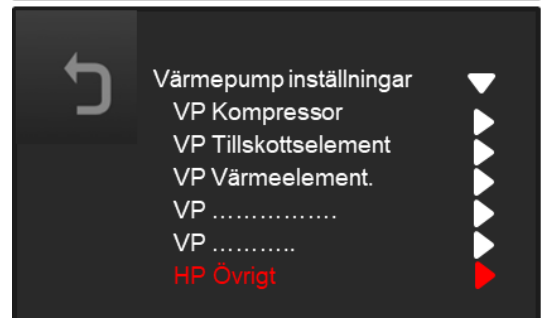 Värmepump inställningar
VP Kompressor
VP Tillskottselement
VP Värmeelement.
VP …………….
VP ………..
HP Övrigt